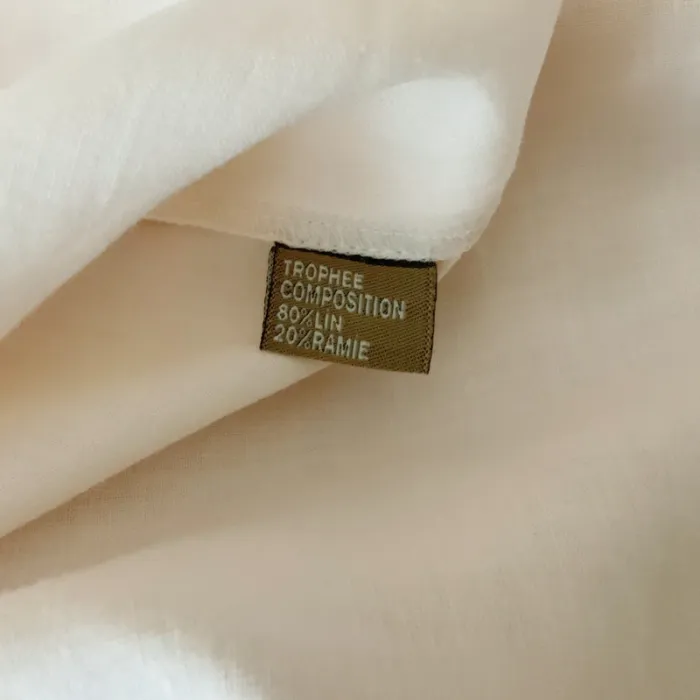 TROPHEE
COMPOSITION
80%LIN
20%RAMIE